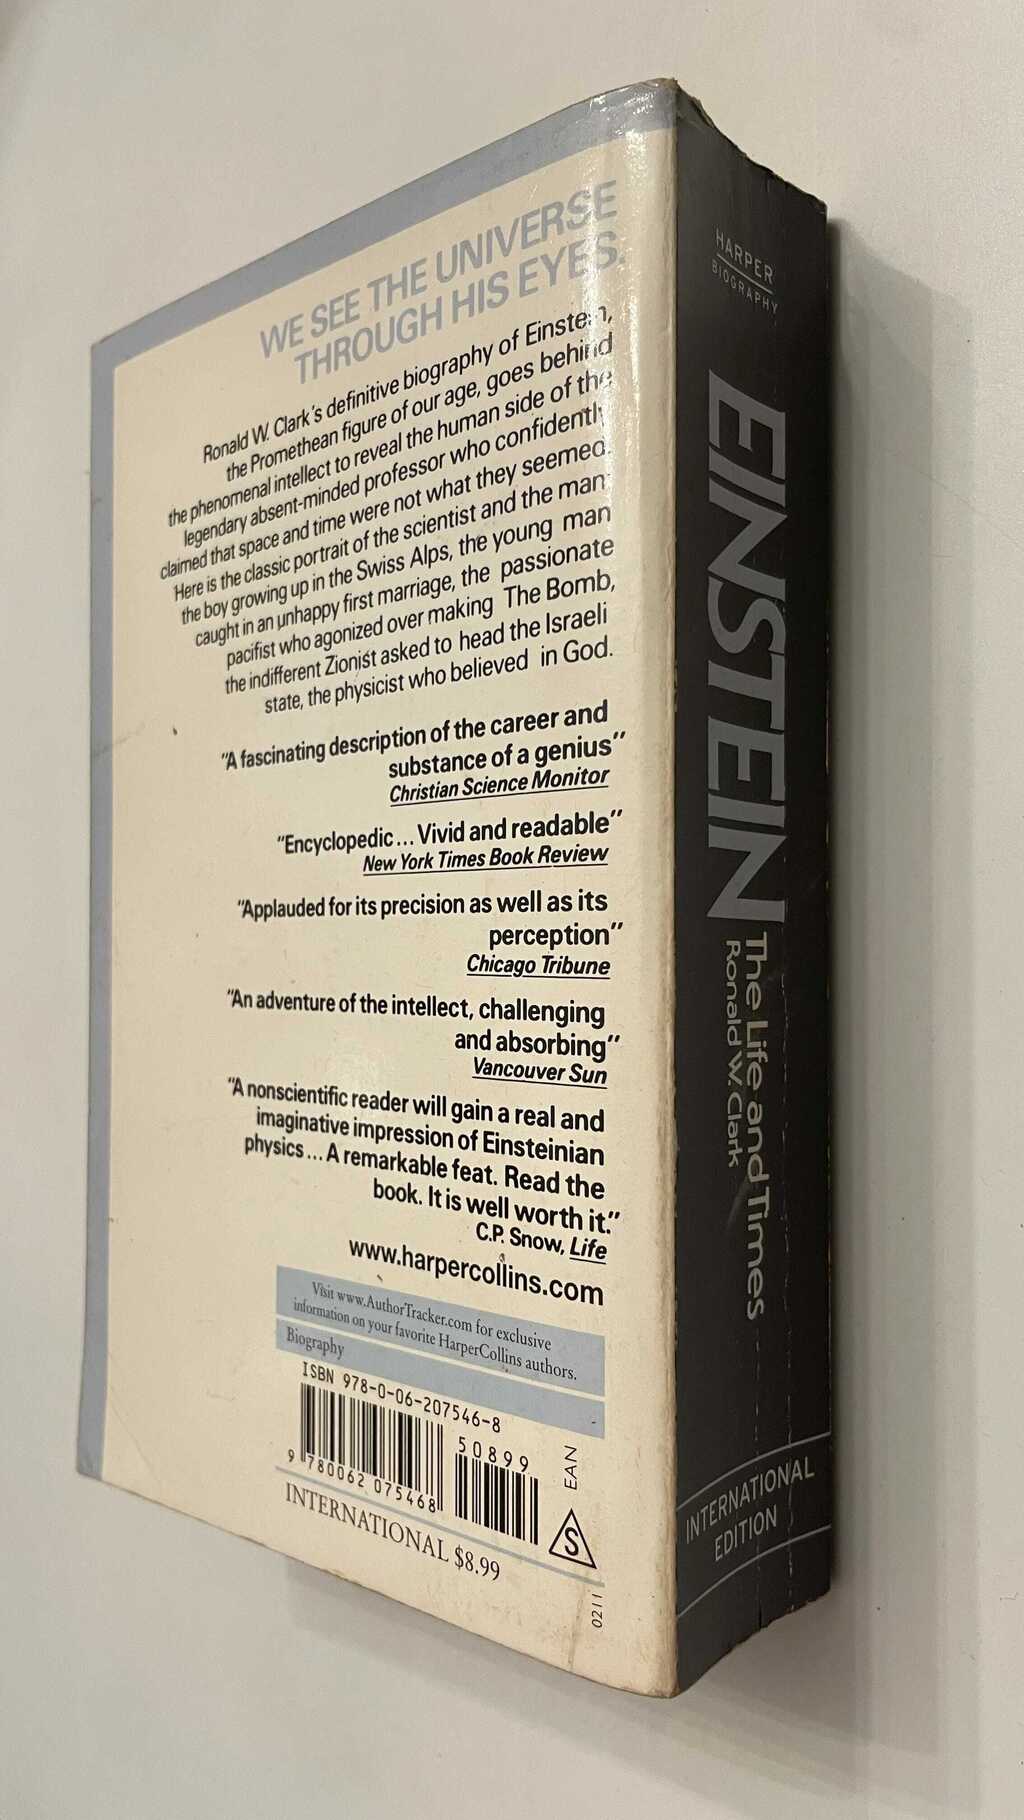 WE SEE THE UNIVERSE
THROUGH HIS EYES.
Ronald W. Clark's definitive biography of Einstein,
the Promethean figure of our age, goes behind
the phenomenal intellect to reveal the human side of the
legendary absent-minded professor who confidently
claimed that space and time were not what they seemed.
Here is the classic portrait of the scientist and the man:
the boy growing up in the Swiss Alps, the young man
caught in an unhappy first marriage, the passionate
pacifist who agonized over making The Bomb,
the indifferent Zionist asked to head the Israeli
state, the physicist who believed in God.
"A fascinating description of the career and
substance of a genius"
Christian Science Monitor
"Encyclopedic... Vivid and readable"
New York Times Book Review
"Applauded for its precision as well as its
perception"
Chicago Tribune
"An adventure of the intellect, challenging
and absorbing"
Vancouver Sun
"A nonscientific reader will gain a real and
imaginative impression of Einsteinian
physics... A remarkable feat. Read the
book. It is well worth it."
C.P. Snow, Life
www.harpercollins.com
Visit www.AuthorTracker.com for exclusive
information on your favorite HarperCollins authors.
Biography
ISBN 978-0-06-207546-8
50899
EAN
9 780062 075468
S
INTERNATIONAL $8.99
0211
HARPER
BIOGRAPHY
EINSTEIN
The Life and Times
Ronald W. Clark
INTERNATIONAL
EDITION